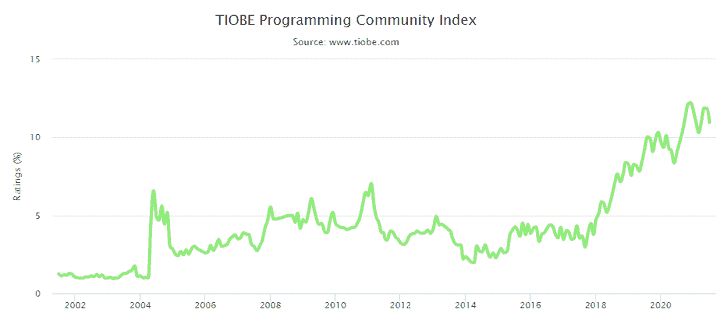 TIOBE Programming Community Index
Source: www.tiobe.com
Ratings (%)
15
10
5
0
2002 2004 2006 2008 2010 2012 2014 2016 2018 2020